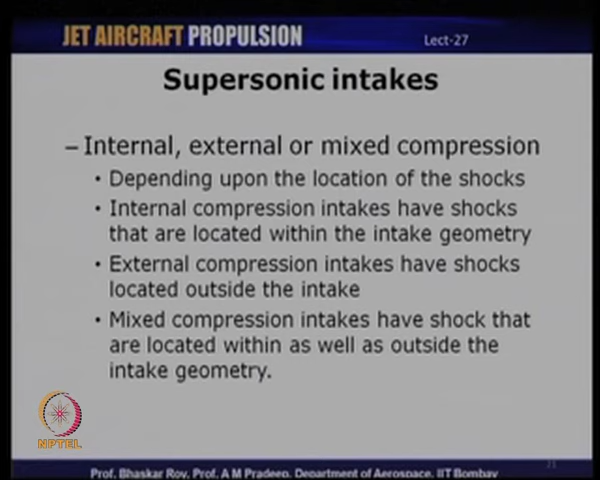 JET AIRCRAFT PROPULSION
Lect-27
Supersonic intakes
– Internal, external or mixed compression
• Depending upon the location of the shocks
• Internal compression intakes have shocks
that are located within the intake geometry
• External compression intakes have shocks
located outside the intake
• Mixed compression intakes have shock that
are located within as well as outside the
intake geometry.
NPTEL
Prof. Bhaskar Roy, Prof. A M Pradeep, Department of Aerospace, IIT Bombay
21